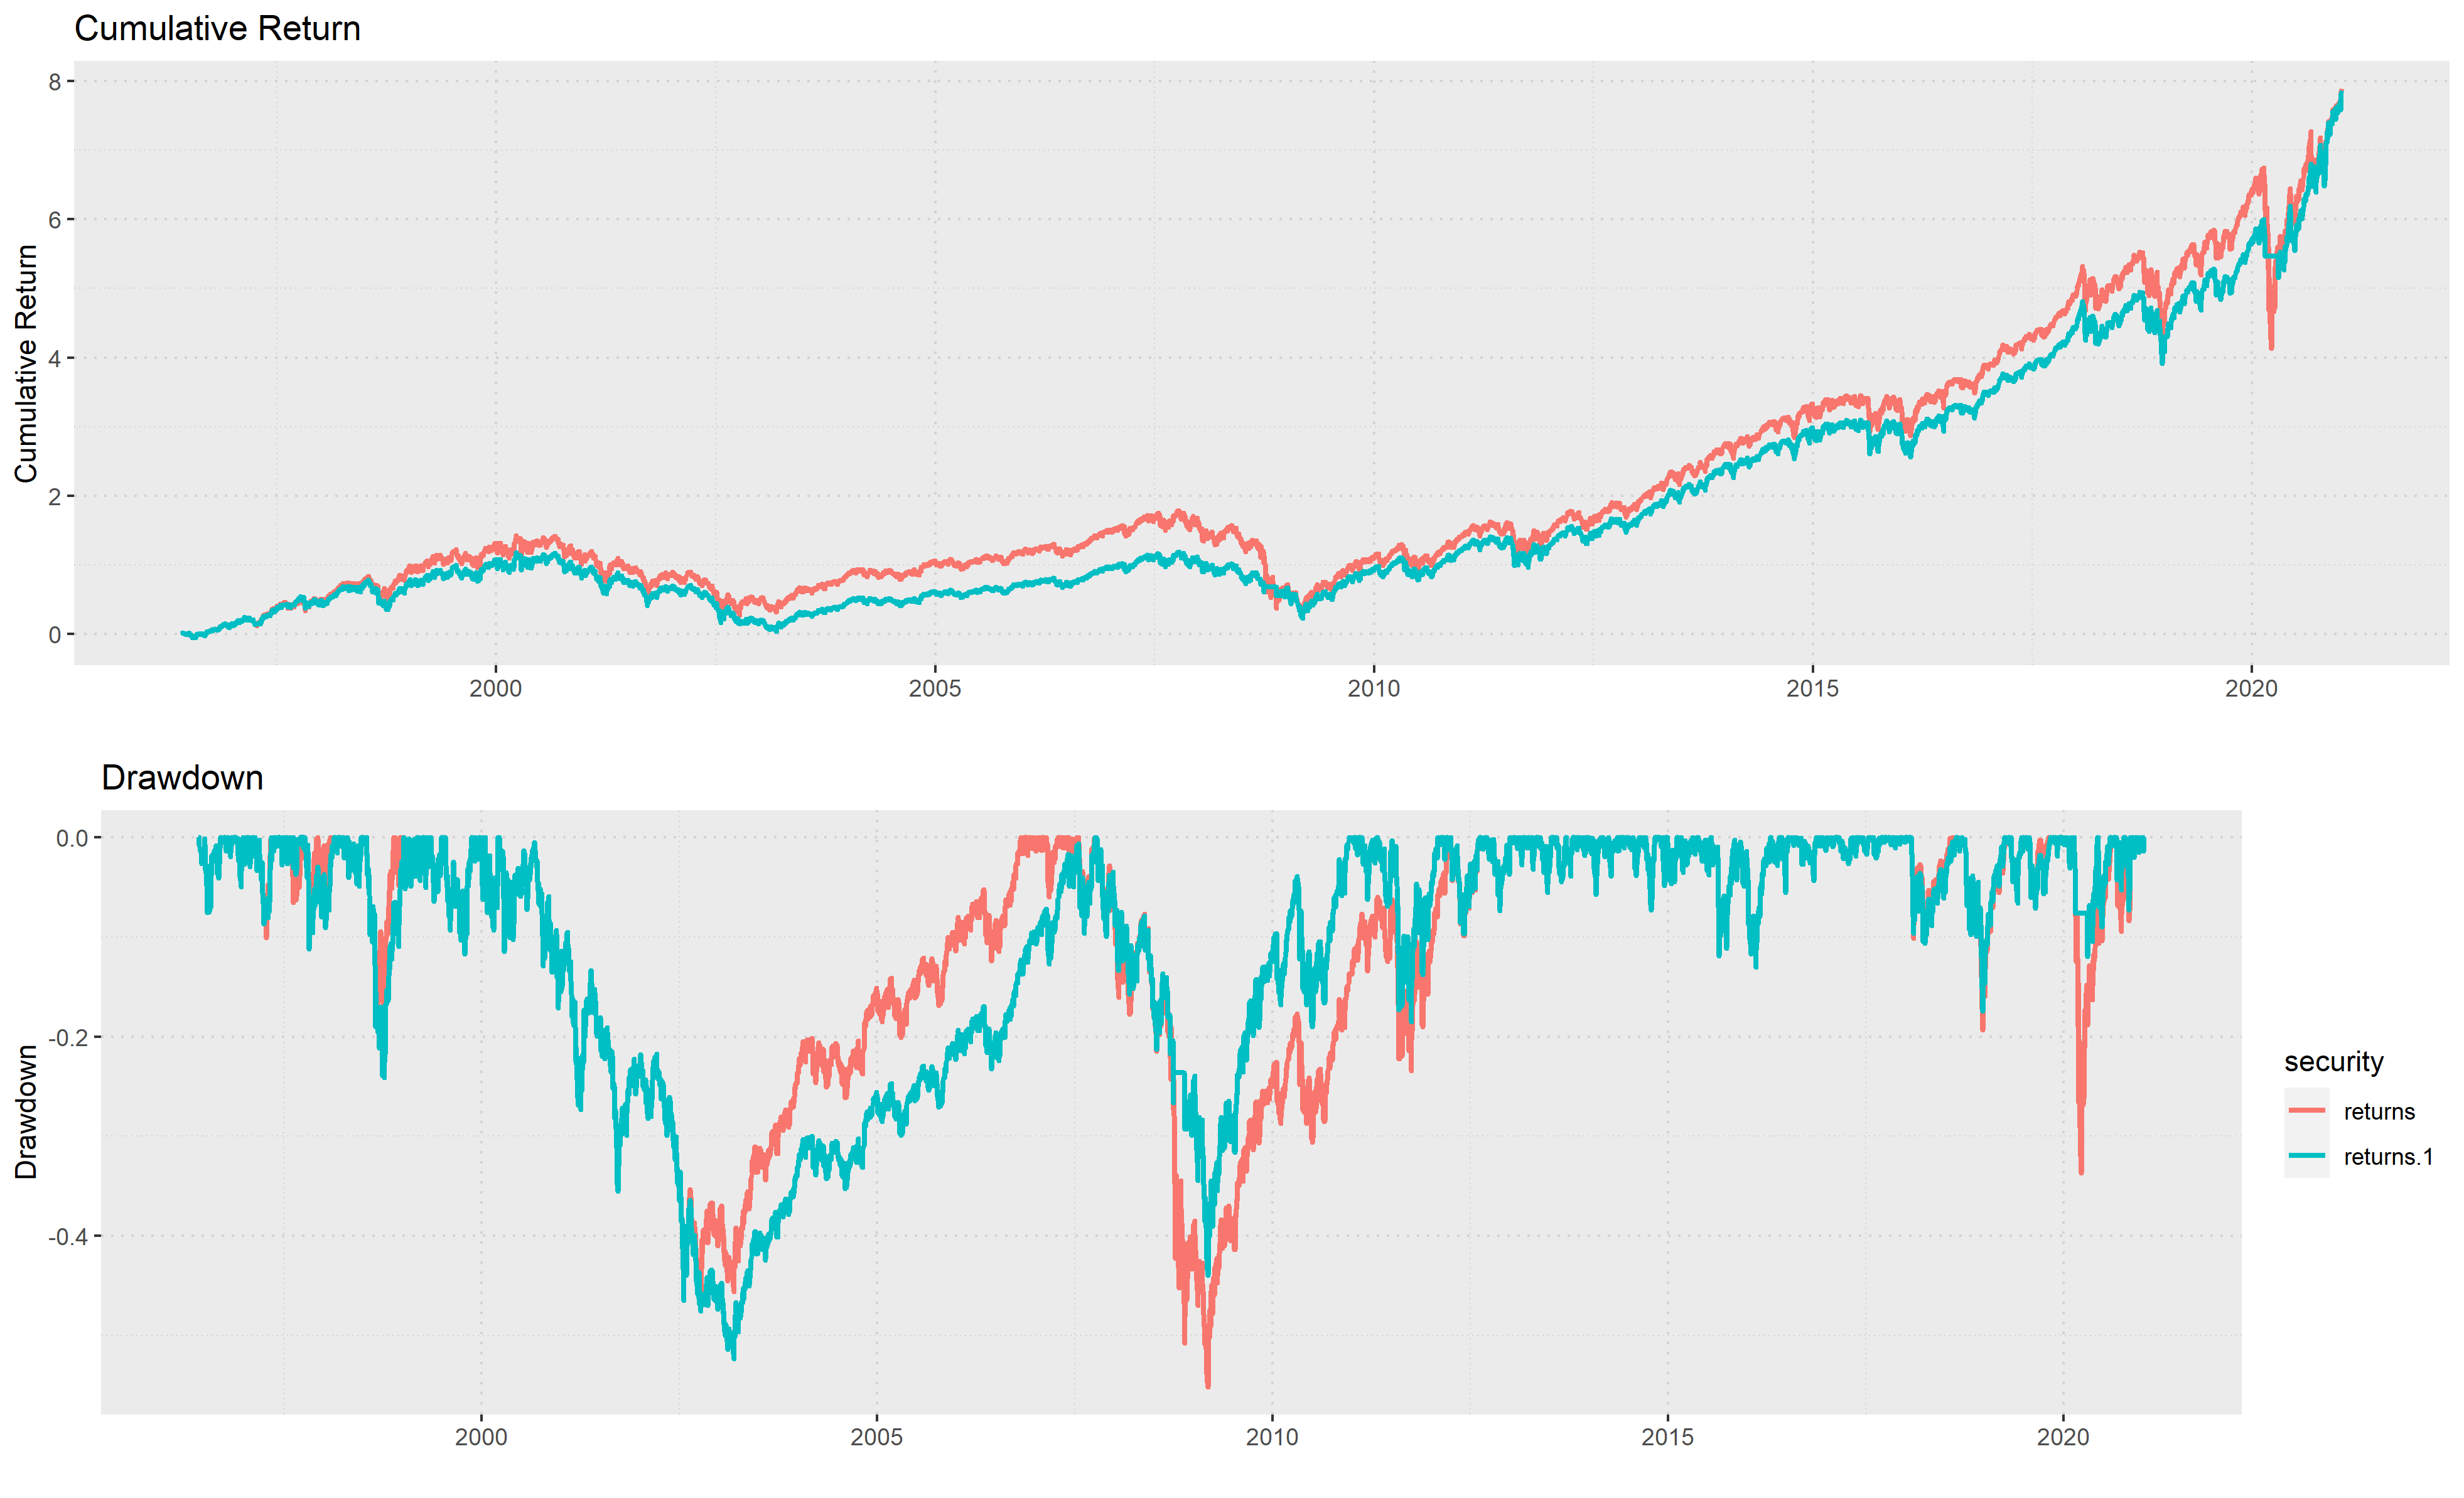 Cumulative Return
Cumulative Return
8
6
4
2
0
2000 2005 2010 2015 2020
Drawdown
Drawdown
0.0
-0.2
-0.4
2000 2005 2010 2015 2020
security
returns
returns.1